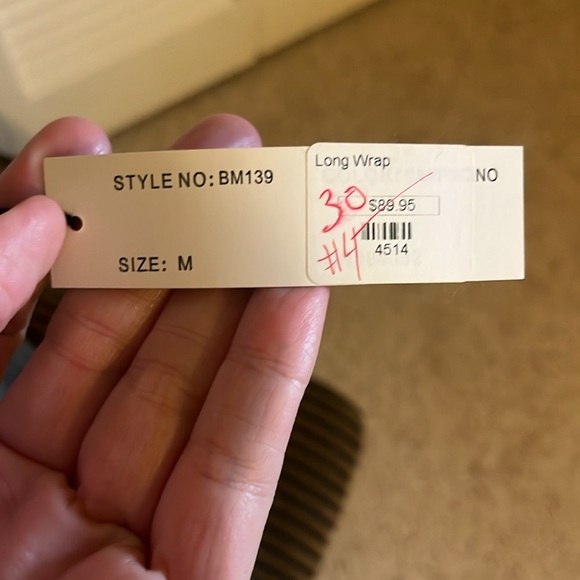 STYLE NO: BM139
SIZE: M
Long Wrap
30
$89.95
#4
4514
NO